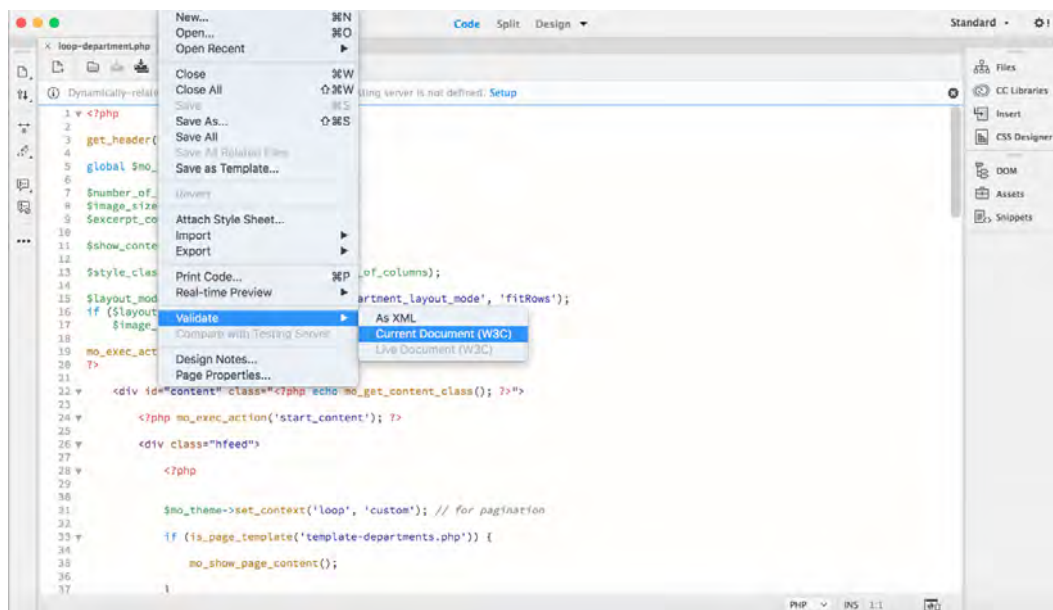 Code Split Design
Standard
loop-department.php
New... ⌘N
Open... ⌘O
Open Recent
Close ⌘W
Close All ⇧⌘W
Save ⌘S
Save As... ⇧⌘S
Save All
Save All Related Files
Save as Template...
Revert
Attach Style Sheet...
Import
Export
Print Code... ⌘P
Real-time Preview
Validate
Compare with Testing Server
Design Notes...
Page Properties...
As XML
Current Document (W3C)
Live Document (W3C)
Files
CC Libraries
Insert
CSS Designer
DOM
Assets
Snippets
server is not defined. Setup
1 <?php
2
3 get_header(
4
5 global $mo_
6
7 $number_of_
8 $image_size
9 $excerpt_co
10
11 $show_conte
12
13 $style_clas _of_columns);
14
15 $layout_mod artment_layout_mode', 'fitRows');
16 if ($layout
17 $image_
18
19 mo_exec_act
20 ?>
21
22 <div id="content" class="<?php echo mo_get_content_class(); ?>">
23
24 <?php mo_exec_action('start_content'); ?>
25
26 <div class="hfeed">
27
28 <?php
29
30
31 $mo_theme->set_context('loop', 'custom'); // for pagination
32
33 if (is_page_template('template-departments.php')) {
34
35 mo_show_page_content();
36
37 }
PHP INS 1:1